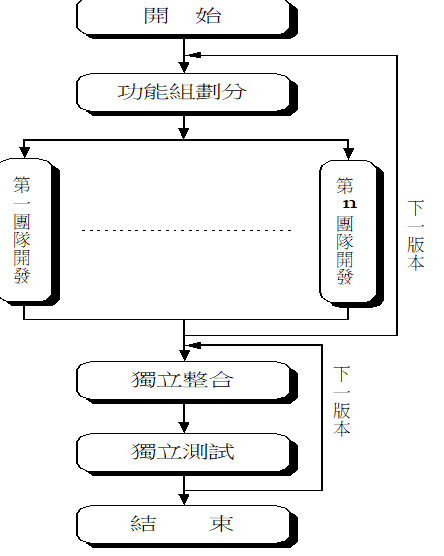 開 始
功能組劃分
第一團隊開發
第n團隊開發
下一版本
獨立整合
下一版本
獨立測試
結 束